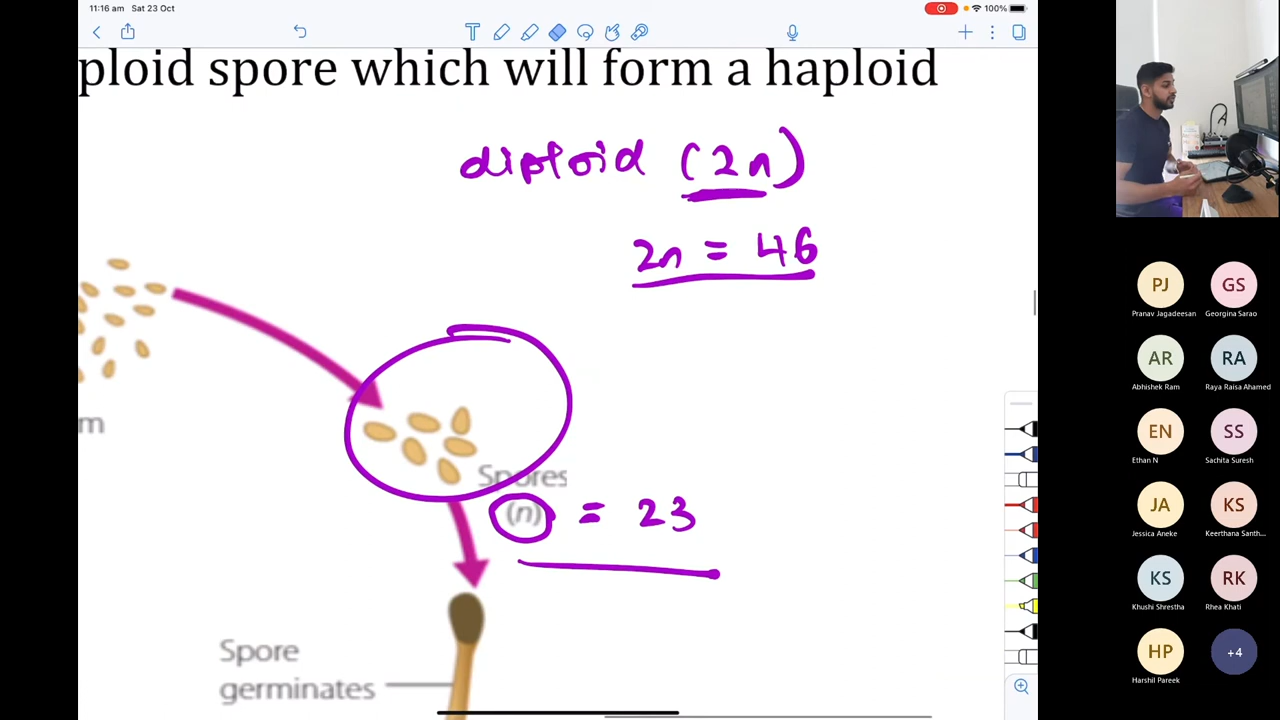 11:16 am Sat 23 Oct
100%
ploid spore which will form a haploid
diploid (2n)
2n = 46
m
Spores
(n) = 23
Spore
germinates
PJ
GS
Pranav Jagadeesan
Georgina Sarao
AR
RA
Abhishek Ram
Raya Raisa Ahamed
EN
SS
Ethan N
Sachita Suresh
JA
KS
Jessica Aneke
Keerthana Santh...
KS
RK
Khushi Shrestha
Rhea Khati
HP
+4
Harshil Pareek